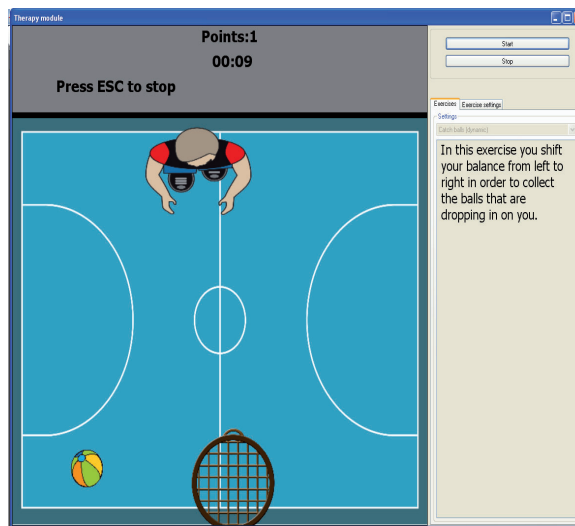 Therapy module
Points:1
00:09
Press ESC to stop
Start
Stop
Exercises
Exercise settings
Settings
Catch balls (dynamic)
In this exercise you shift
your balance from left to
right in order to collect
the balls that are
dropping in on you.